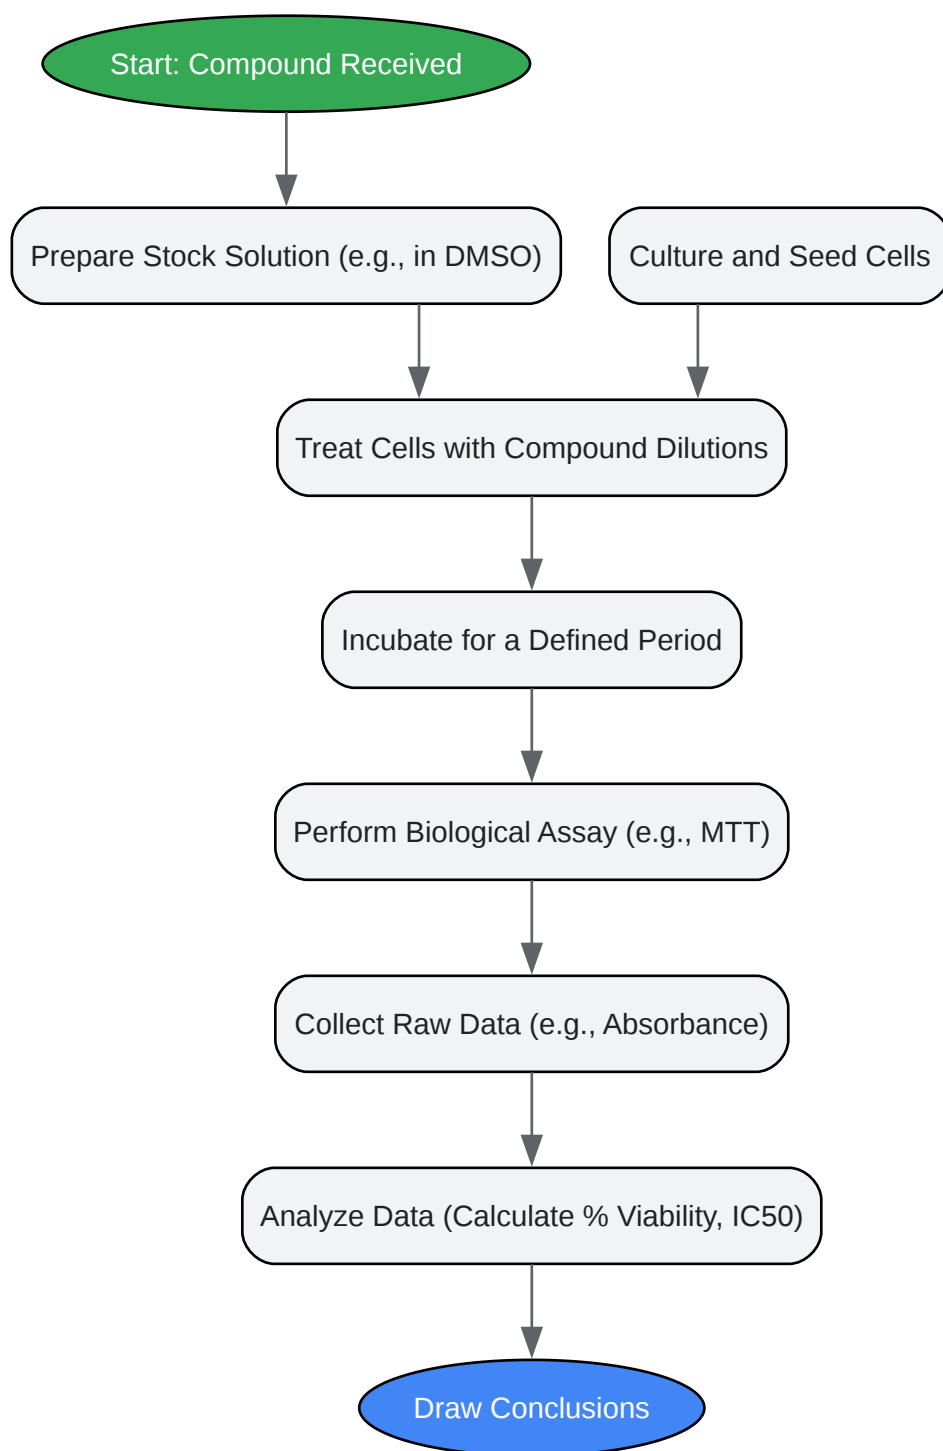 Start: Compound Received
Prepare Stock Solution (e.g., in DMSO)
Culture and Seed Cells
Treat Cells with Compound Dilutions
Incubate for a Defined Period
Perform Biological Assay (e.g., MTT)
Collect Raw Data (e.g., Absorbance)
Analyze Data (Calculate % Viability, IC50)
Draw Conclusions